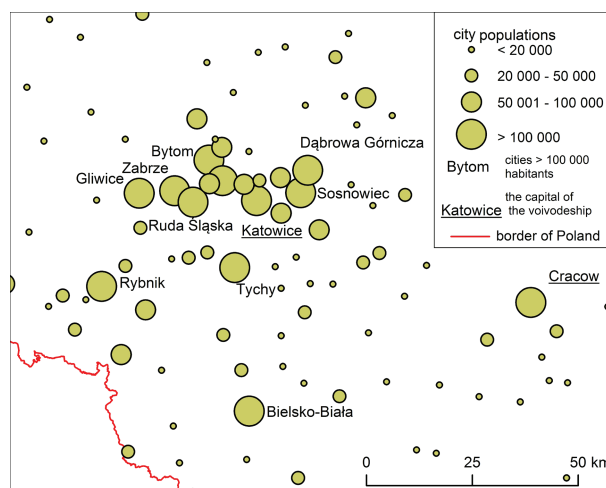 city populations
< 20 000
20 000 - 50 000
50 001 - 100 000
> 100 000
Bytom
cities > 100 000
habitants
Katowice
the capital of
the voivodeship
border of Poland
Dąbrowa Górnicza
Bytom
Zabrze
Gliwice
Sosnowiec
Ruda Śląska
Katowice
Rybnik
Tychy
Cracow
Bielsko-Biała
0 25 50 km